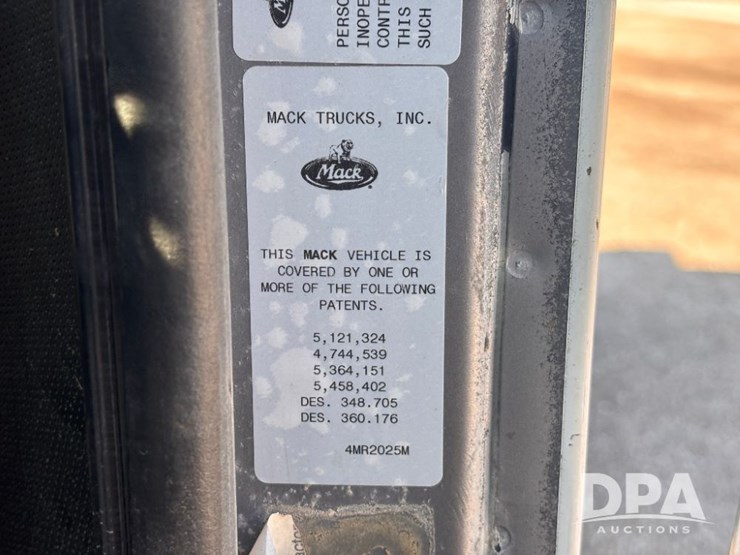 PERSO
INOPE
CONTR
THIS
SUCH
MACK TRUCKS, INC.
Mack
THIS MACK VEHICLE IS
COVERED BY ONE OR
MORE OF THE FOLLOWING
PATENTS.
5,121,324
4,744,539
5,364,151
5,458,402
DES. 348.705
DES. 360.176
4MR2025M
DPA
AUCTIONS